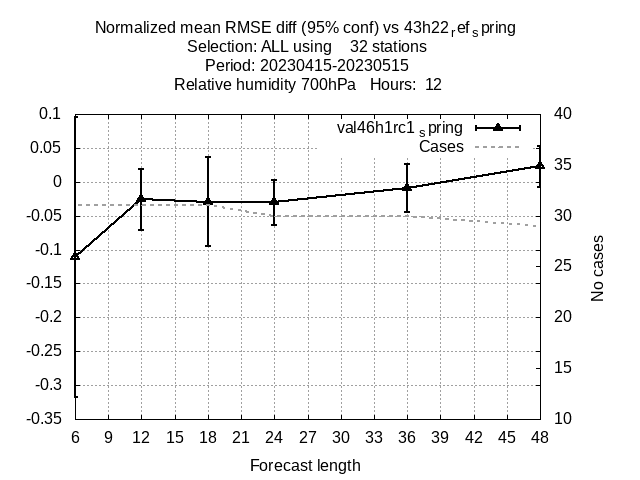 Normalized mean RMSE diff (95% conf) vs 43h22refspring
Selection: ALL using    32 stations
Period: 20230415-20230515
Relative humidity 700hPa   Hours:  12
val46h1rc1spring
Cases
0.1
0.05
0
-0.05
-0.1
-0.15
-0.2
-0.25
-0.3
-0.35
40
35
30
25
20
15
10
No cases
6 9 12 15 18 21 24 27 30 33 36 39 42 45 48
Forecast length